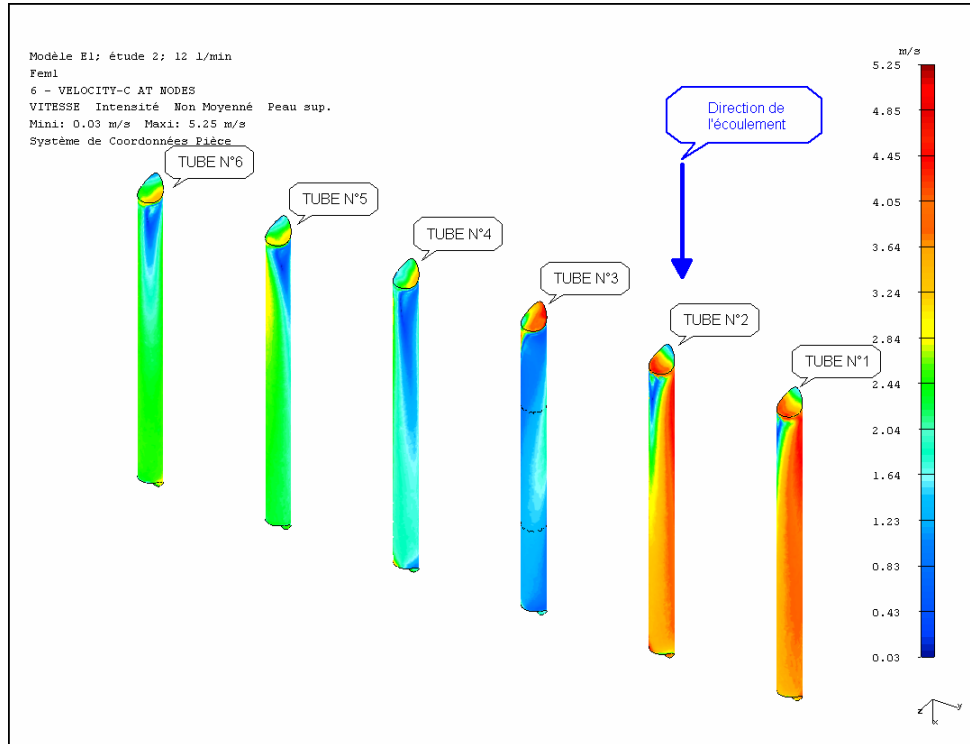 Modèle E1; étude 2; 12 l/min
Fem1
6 - VELOCITY-C AT NODES
VITESSE Intensité Non Moyenné Peau sup.
Mini: 0.03 m/s Maxi: 5.25 m/s
Système de Coordonnées Pièce
Direction de
l'écoulement
TUBE N°6
TUBE N°5
TUBE N°4
TUBE N°3
TUBE N°2
TUBE N°1
m/s
5.25
4.85
4.45
4.05
3.64
3.24
2.84
2.44
2.04
1.64
1.23
0.83
0.43
0.03
z
x
y